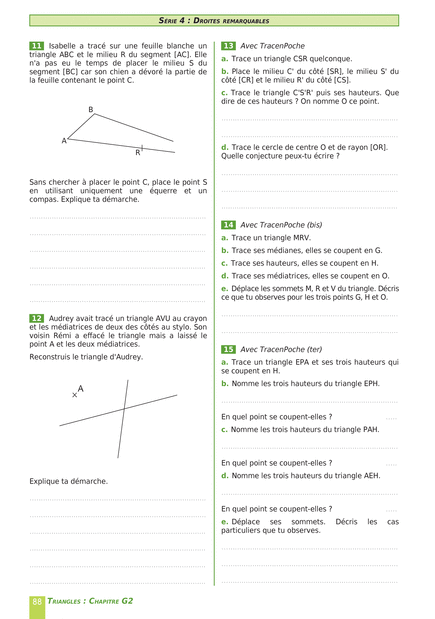 SÉRIE 4 : DROITES REMARQUABLES
11 Isabelle a tracé sur une feuille blanche un
triangle ABC et le milieu R du segment [AC]. Elle
n'a pas eu le temps de placer le milieu S du
segment [BC] car son chien a dévoré la partie de
la feuille contenant le point C.
B
A
R
Sans chercher à placer le point C, place le point S
en utilisant uniquement une équerre et un
compas. Explique ta démarche.
12 Audrey avait tracé un triangle AVU au crayon
et les médiatrices de deux des côtés au stylo. Son
voisin Rémi a effacé le triangle mais a laissé le
point A et les deux médiatrices.
Reconstruis le triangle d'Audrey.
A
Explique ta démarche.
13 Avec TracenPoche
a. Trace un triangle CSR quelconque.
b. Place le milieu C' du côté [SR], le milieu S' du
côté [CR] et le milieu R' du côté [CS].
c. Trace le triangle C'S'R' puis ses hauteurs. Que
dire de ces hauteurs ? On nomme O ce point.
d. Trace le cercle de centre O et de rayon [OR].
Quelle conjecture peux-tu écrire ?
14 Avec TracenPoche (bis)
a. Trace un triangle MRV.
b. Trace ses médianes, elles se coupent en G.
c. Trace ses hauteurs, elles se coupent en H.
d. Trace ses médiatrices, elles se coupent en O.
e. Déplace les sommets M, R et V du triangle. Décris
ce que tu observes pour les trois points G, H et O.
15 Avec TracenPoche (ter)
a. Trace un triangle EPA et ses trois hauteurs qui
se coupent en H.
b. Nomme les trois hauteurs du triangle EPH.
En quel point se coupent-elles ? .....
c. Nomme les trois hauteurs du triangle PAH.
En quel point se coupent-elles ? .....
d. Nomme les trois hauteurs du triangle AEH.
En quel point se coupent-elles ? .....
e. Déplace ses sommets. Décris les cas
particuliers que tu observes.
88 TRIANGLES : CHAPITRE G2